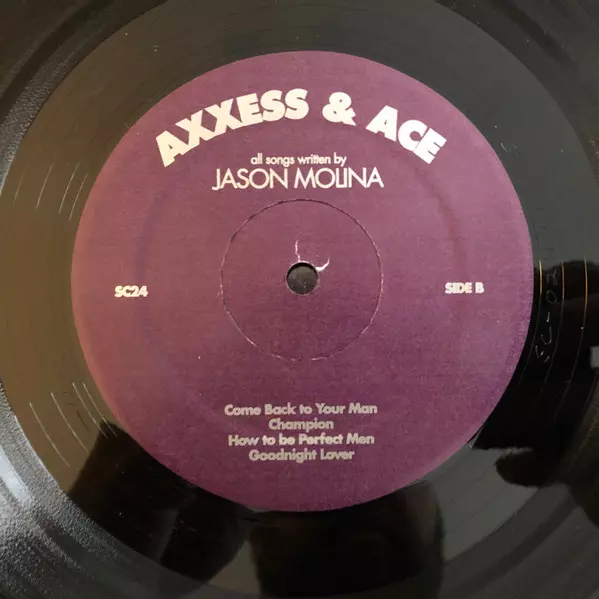 AXXESS & ACE
all songs written by
JASON MOLINA
SC24
SIDE B
Come Back to Your Man
Champion
How to be Perfect Men
Goodnight Lover